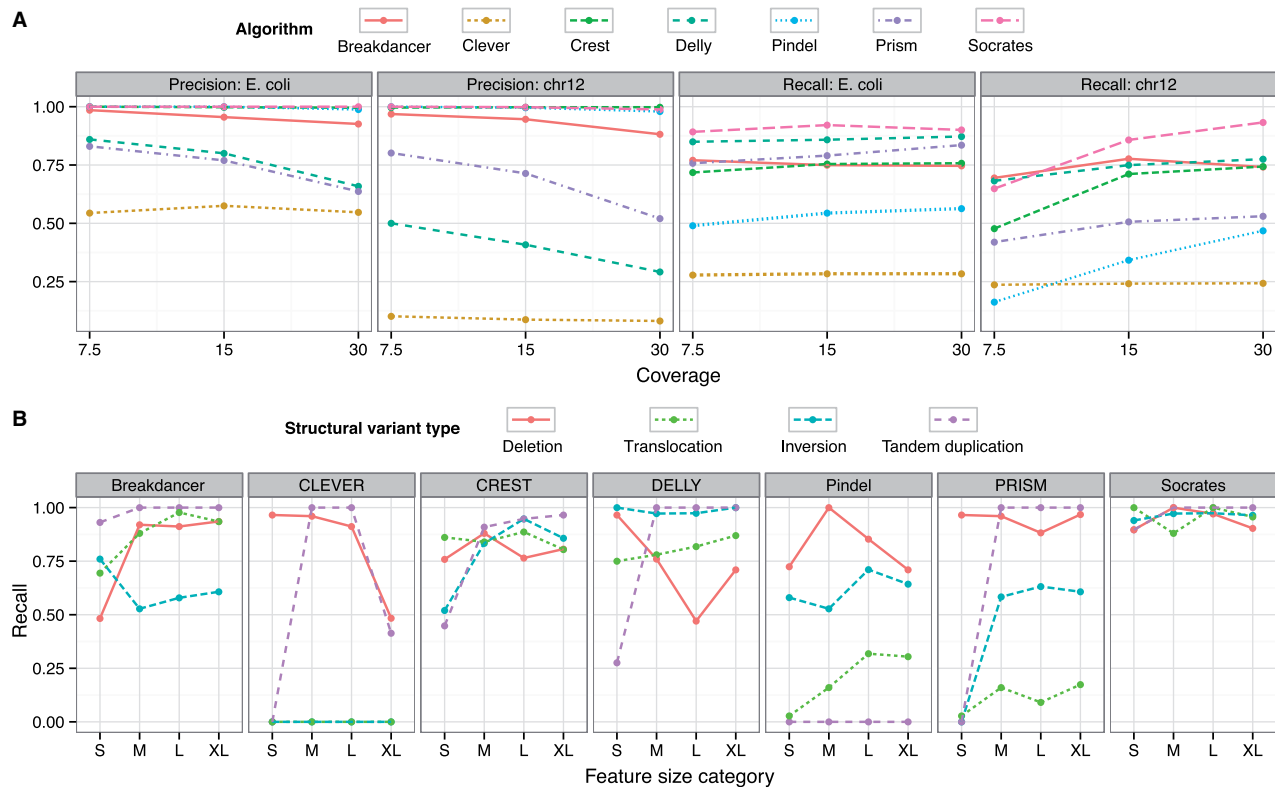 A
Algorithm
Breakdancer Clever Crest Delly Pindel Prism Socrates
Precision: E. coli Precision: chr12 Recall: E. coli Recall: chr12
1.00
0.75
0.50
0.25
7.5 15 30 7.5 15 30 7.5 15 30 7.5 15 30
Coverage
B
Structural variant type
Deletion Translocation Inversion Tandem duplication
Breakdancer CLEVER CREST DELLY Pindel PRISM Socrates
Recall
1.00
0.75
0.50
0.25
0.00
S M L XL S M L XL S M L XL S M L XL S M L XL S M L XL S M L XL
Feature size category